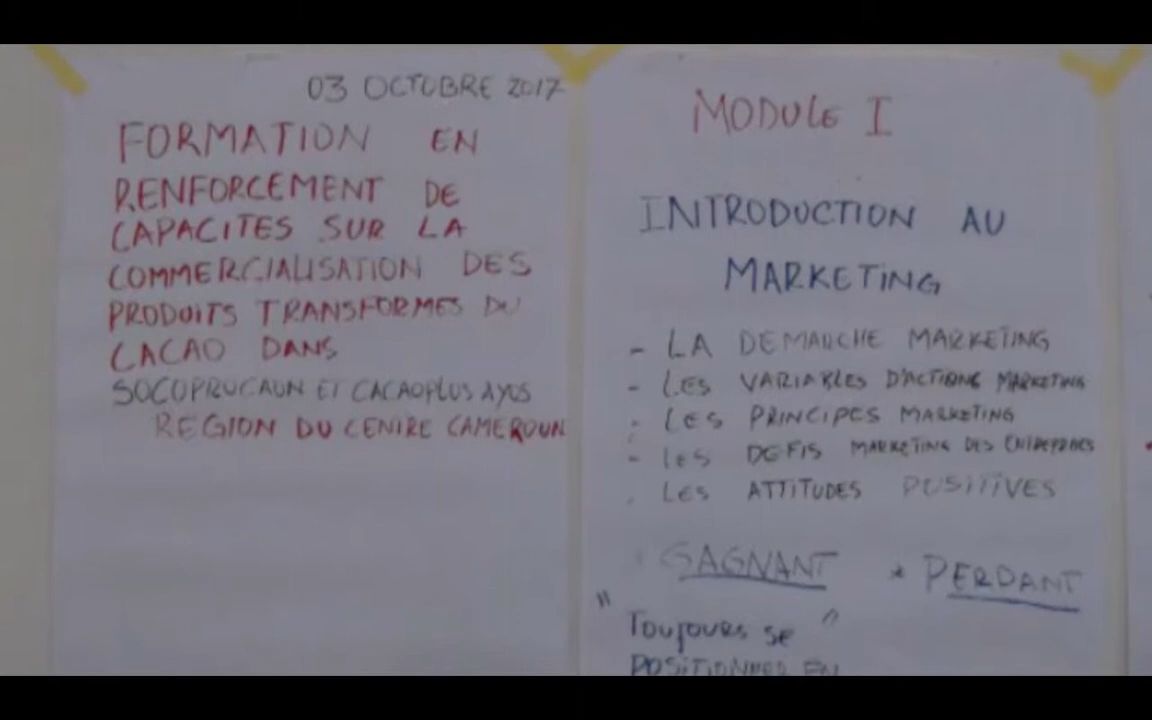 03 OCTOBRE 2017
FORMATION EN
RENFORCEMENT DE
CAPACITES SUR LA
COMMERCIALISATION DES
PRODUITS TRANSFORMES DU
CACAO DANS
SOCOPROCAUN ET CACAOPLUS AYOS
REGION DU CENTRE CAMEROUN
MODULE I
INTRODUCTION AU
MARKETING
- LA DEMARCHE MARKETING
- LES VARIABLES D'ACTIONS MARKETING
- LES PRINCIPES MARKETING
- LES DEFIS MARKETING DES ENTREPRISES
- LES ATTITUDES POSITIVES
GAGNANT * PERDANT
"Toujours se "
POSITIONNER EN